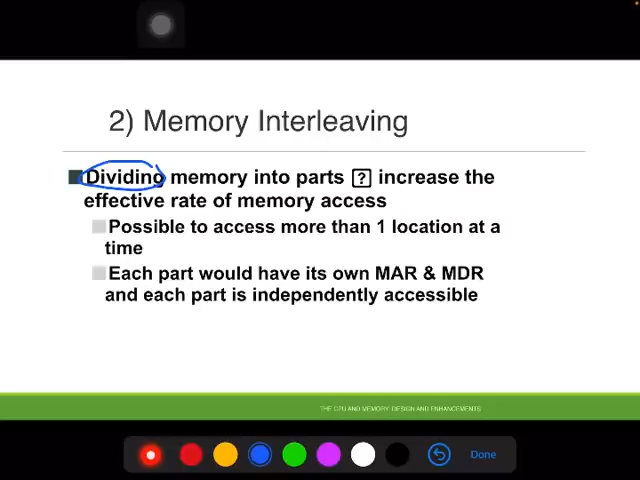 2) Memory Interleaving
Dividing memory into parts ? increase the
effective rate of memory access
Possible to access more than 1 location at a
time
Each part would have its own MAR & MDR
and each part is independently accessible
THE CPU AND MEMORY: DESIGN AND ENHANCEMENTS
Done